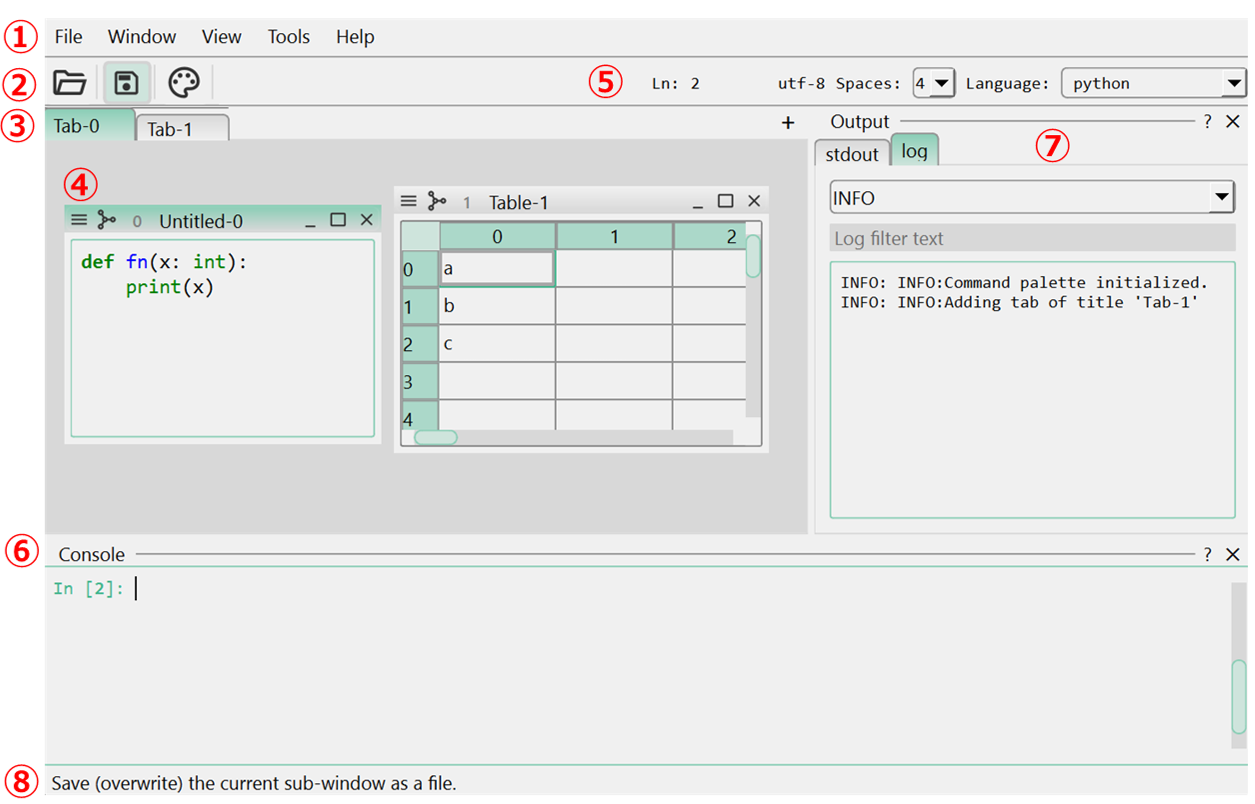 ① File Window View Tools Help
② ⑤ Ln: 2 utf-8 Spaces: 4 Language: python
③ Tab-0 Tab-1 + Output ? ×
stdout log ⑦
④
0 Untitled-0
def fn(x: int):
print(x)
1 Table-1
0 1 2
0 a
1 b
2 c
3
4
INFO
Log filter text
INFO: INFO:Command palette initialized.
INFO: INFO:Adding tab of title 'Tab-1'
⑥ Console ? ×
In [2]:
⑧ Save (overwrite) the current sub-window as a file.